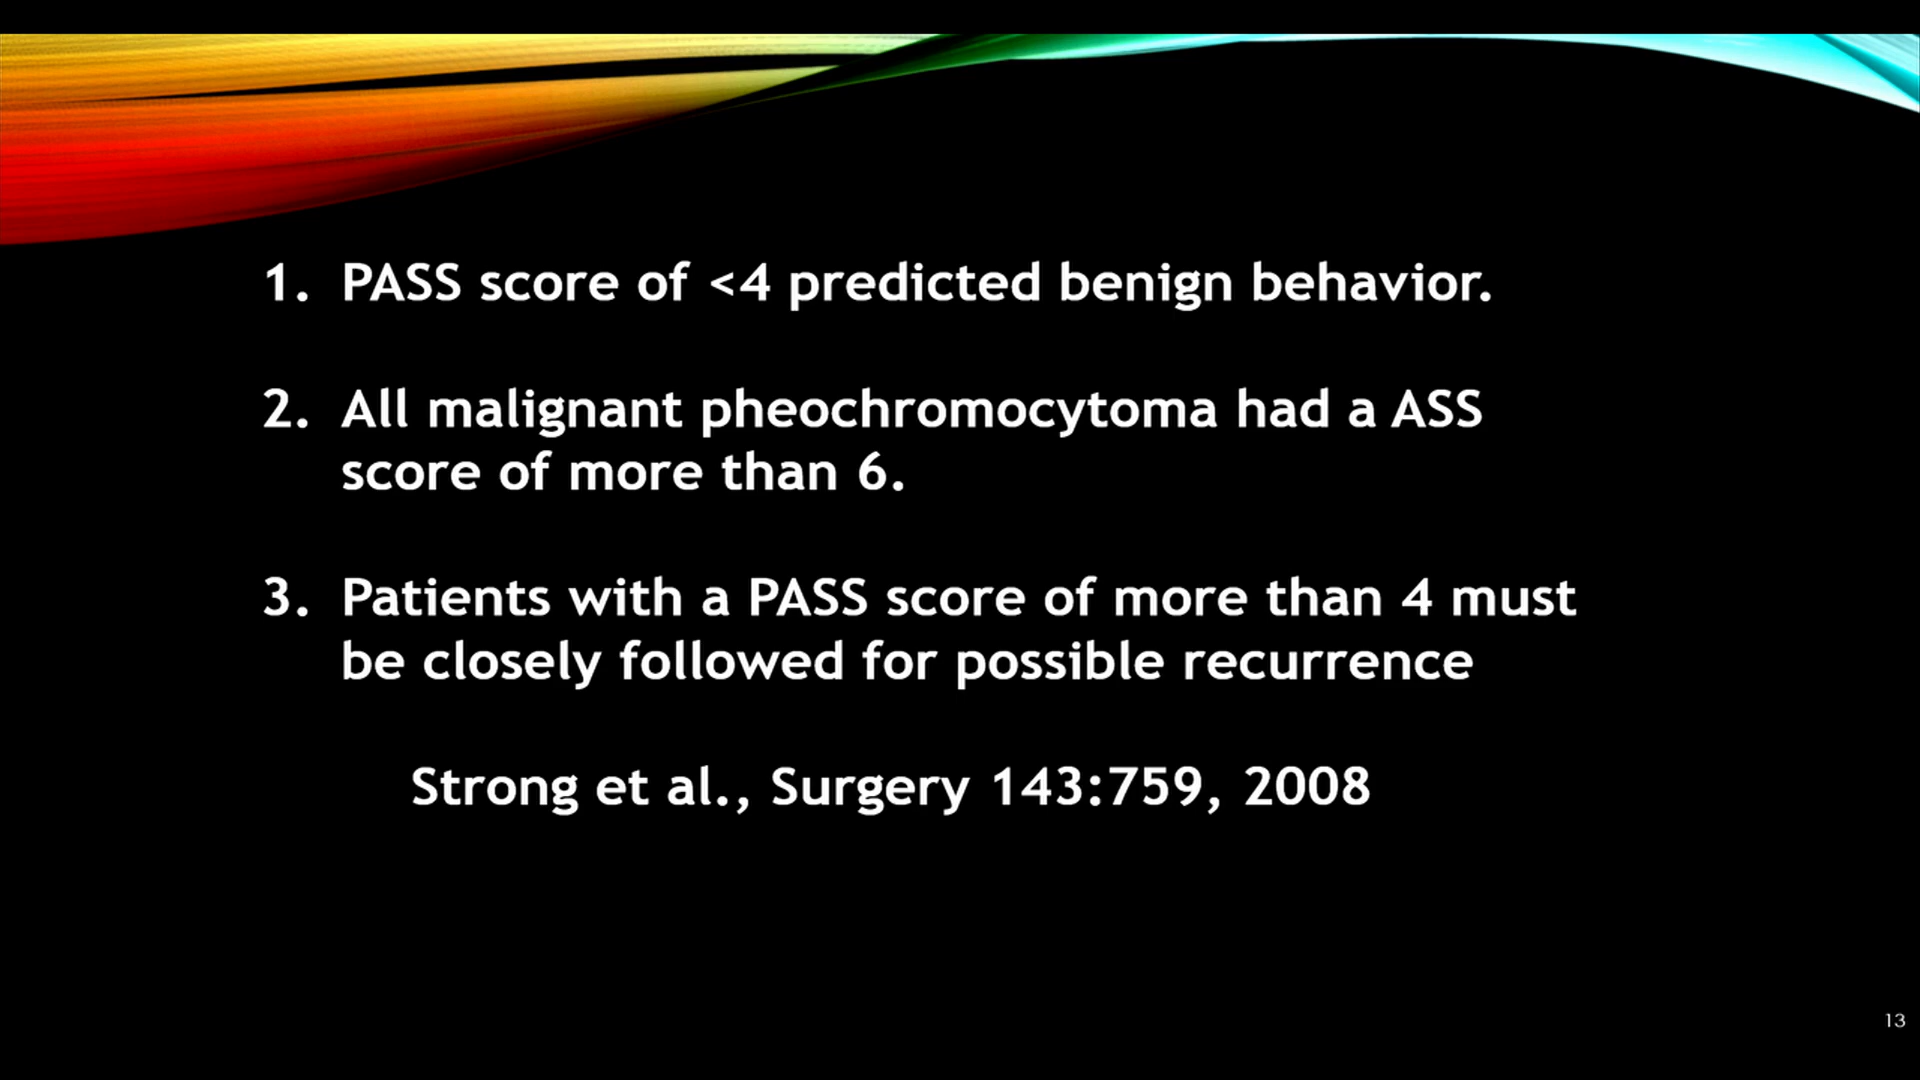 1. PASS score of <4 predicted benign behavior.
2. All malignant pheochromocytoma had a ASS
score of more than 6.
3. Patients with a PASS score of more than 4 must
be closely followed for possible recurrence
Strong et al., Surgery 143:759, 2008
13